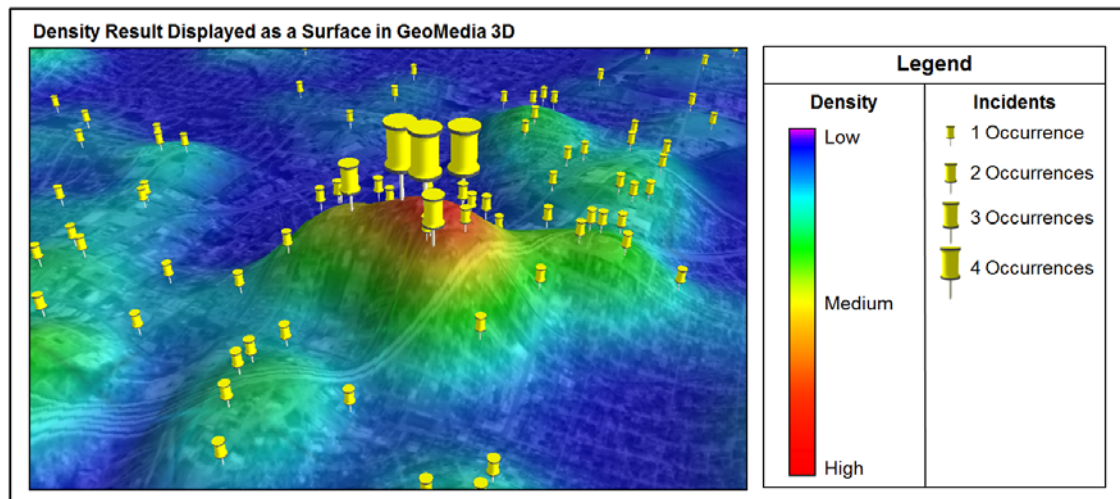 Density Result Displayed as a Surface in GeoMedia 3D
Legend
Density
Low
Medium
High
Incidents
1 Occurrence
2 Occurrences
3 Occurrences
4 Occurrences